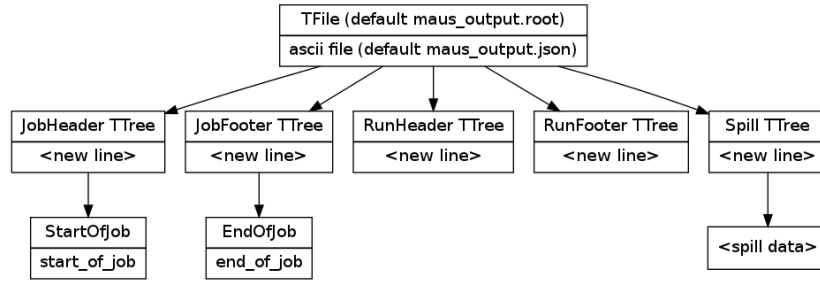 TFile (default maus_output.root)
ascii file (default maus_output.json)
JobHeader TTree
<new line>
JobFooter TTree
<new line>
RunHeader TTree
<new line>
RunFooter TTree
<new line>
Spill TTree
<new line>
StartOfJob
start_of_job
EndOfJob
end_of_job
<spill data>